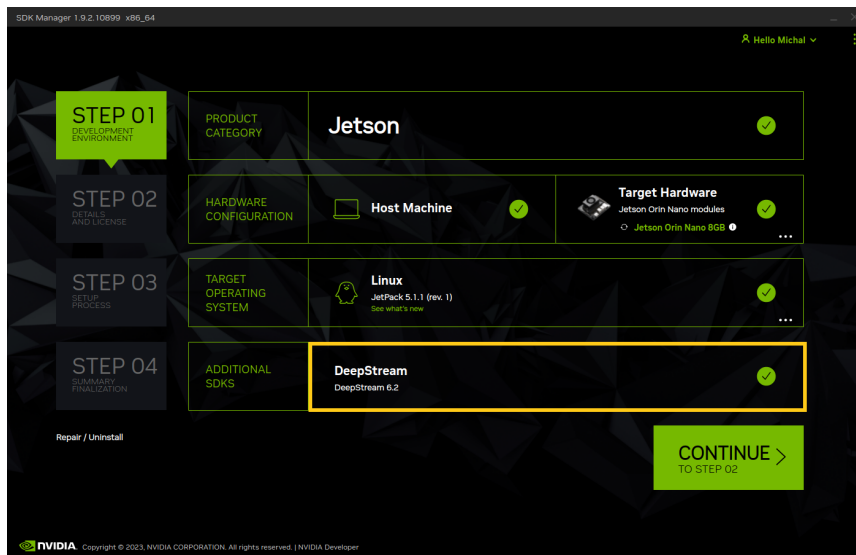 SDK Manager 1.9.2.10899 x86_64
Hello Michal
STEP 01
DEVELOPMENT
ENVIRONMENT
PRODUCT
CATEGORY
Jetson
STEP 02
DETAILS
AND LICENSE
HARDWARE
CONFIGURATION
Host Machine
Target Hardware
Jetson Orin Nano modules
Jetson Orin Nano 8GB
...
STEP 03
SETUP
PROCESS
TARGET
OPERATING
SYSTEM
Linux
JetPack 5.1.1 (rev. 1)
See what's new
...
STEP 04
SUMMARY
FINALIZATION
ADDITIONAL
SDKS
DeepStream
DeepStream 6.2
Repair / Uninstall
CONTINUE >
TO STEP 02
NVIDIA. Copyright © 2023, NVIDIA CORPORATION. All rights reserved. | NVIDIA Developer